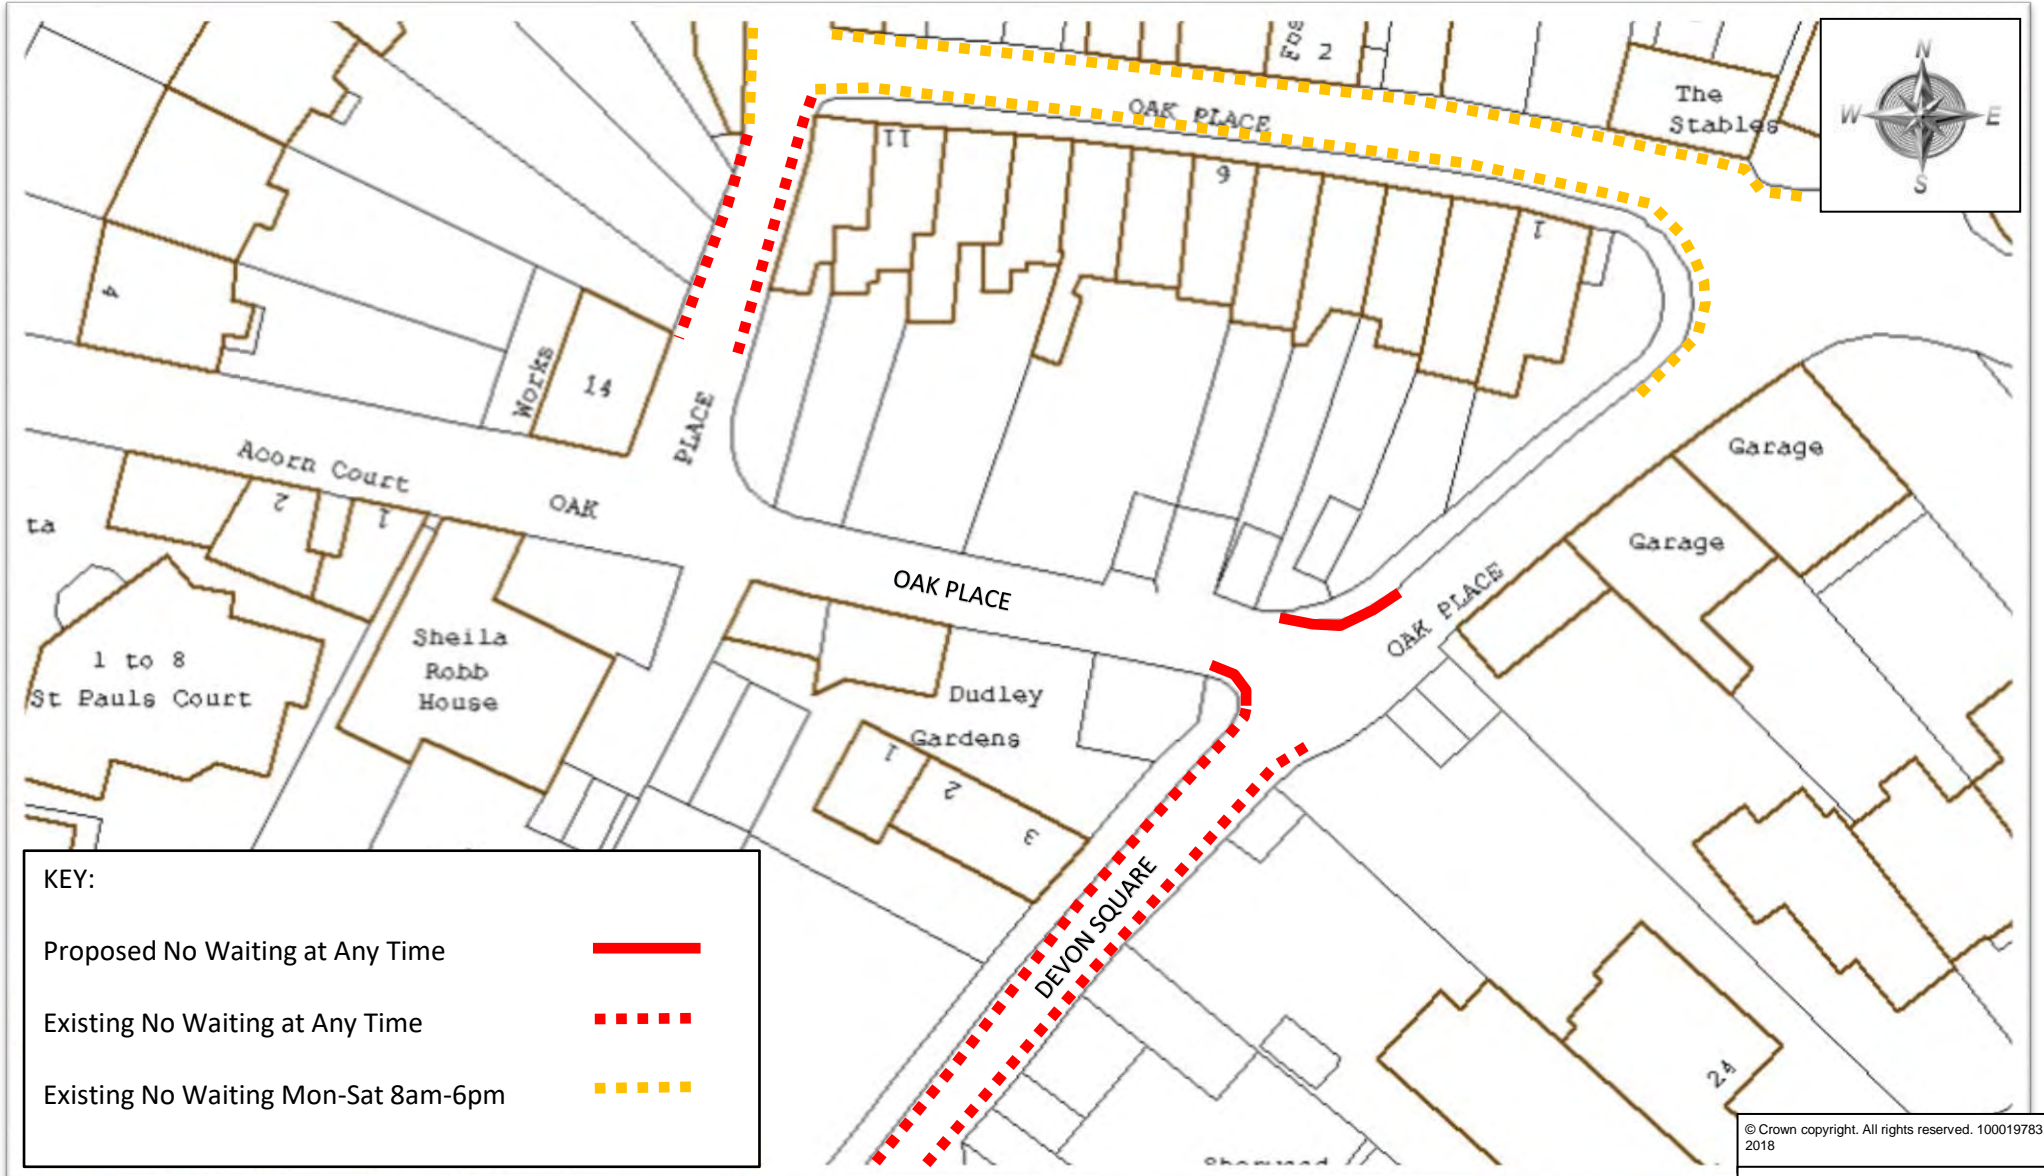 2
The
Stables
N
W
E
S
OAK PLACE
11
6
1
4
Works
14
PLACE
Garage
Acorn Court
OAK
2
1
ta
Garage
OAK PLACE
OAK PLACE
Sheila
Robb
House
1 to 8
St Pauls Court
Dudley
Gardens
1
2
3
DEVON SQUARE
24
KEY:
Proposed No Waiting at Any Time
Existing No Waiting at Any Time
Existing No Waiting Mon-Sat 8am-6pm
© Crown copyright. All rights reserved. 100019783
2018